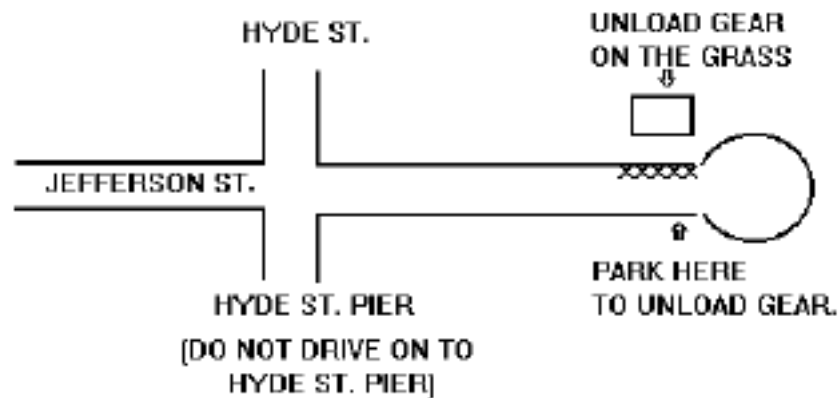 HYDE ST.
UNLOAD GEAR
ON THE GRASS
JEFFERSON ST.
PARK HERE
TO UNLOAD GEAR.
HYDE ST. PIER
[DO NOT DRIVE ON TO
HYDE ST. PIER]